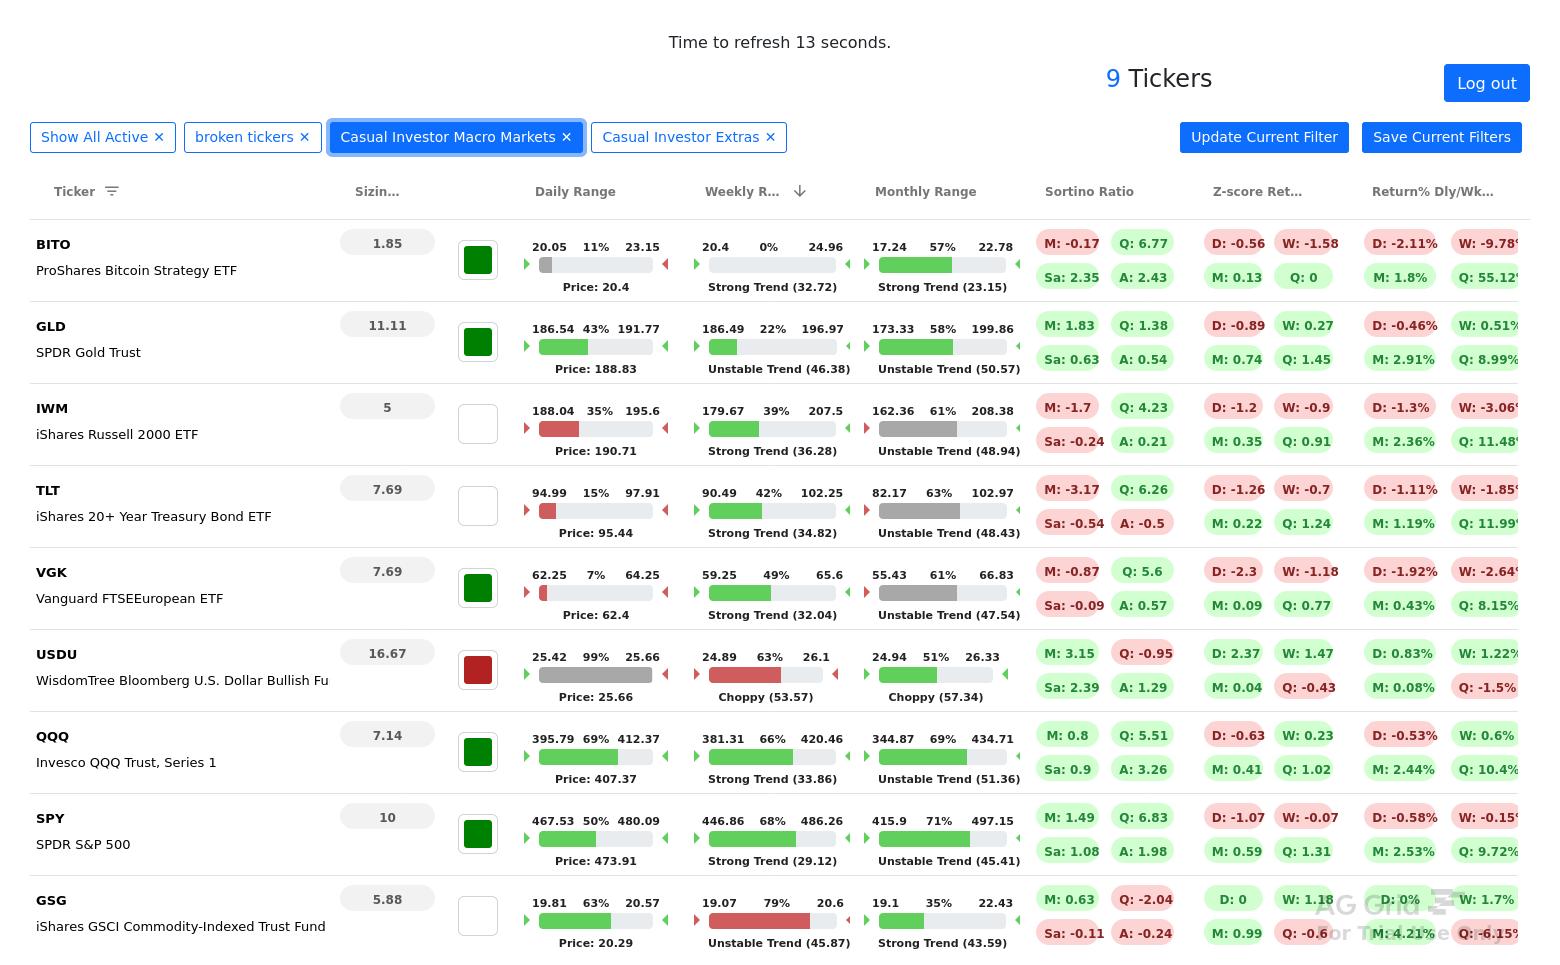 Time to refresh 13 seconds.
9 Tickers
Log out
Show All Active ✕ broken tickers ✕ Casual Investor Macro Markets ✕ Casual Investor Extras ✕ Update Current Filter Save Current Filters
Ticker Sizin... Daily Range Weekly R... Monthly Range Sortino Ratio Z-score Ret... Return% Dly/Wk...
BITO 1.85 20.05 11% 23.15 20.4 0% 24.96 17.24 57% 22.78 M: -0.17 Q: 6.77 D: -0.56 W: -1.58 D: -2.11% W: -9.78%
ProShares Bitcoin Strategy ETF Price: 20.4 Strong Trend (32.72) Strong Trend (23.15) Sa: 2.35 A: 2.43 M: 0.13 Q: 0 M: 1.8% Q: 55.12%
GLD 11.11 186.54 43% 191.77 186.49 22% 196.97 173.33 58% 199.86 M: 1.83 Q: 1.38 D: -0.89 W: 0.27 D: -0.46% W: 0.51%
SPDR Gold Trust Price: 188.83 Unstable Trend (46.38) Unstable Trend (50.57) Sa: 0.63 A: 0.54 M: 0.74 Q: 1.45 M: 2.91% Q: 8.99%
IWM 5 188.04 35% 195.6 179.67 39% 207.5 162.36 61% 208.38 M: -1.7 Q: 4.23 D: -1.2 W: -0.9 D: -1.3% W: -3.06%
iShares Russell 2000 ETF Price: 190.71 Strong Trend (36.28) Unstable Trend (48.94) Sa: -0.24 A: 0.21 M: 0.35 Q: 0.91 M: 2.36% Q: 11.48%
TLT 7.69 94.99 15% 97.91 90.49 42% 102.25 82.17 63% 102.97 M: -3.17 Q: 6.26 D: -1.26 W: -0.7 D: -1.11% W: -1.85%
iShares 20+ Year Treasury Bond ETF Price: 95.44 Strong Trend (34.82) Unstable Trend (48.43) Sa: -0.54 A: -0.5 M: 0.22 Q: 1.24 M: 1.19% Q: 11.99%
VGK 7.69 62.25 7% 64.25 59.25 49% 65.6 55.43 61% 66.83 M: -0.87 Q: 5.6 D: -2.3 W: -1.18 D: -1.92% W: -2.64%
Vanguard FTSEEuropean ETF Price: 62.4 Strong Trend (32.04) Unstable Trend (47.54) Sa: -0.09 A: 0.57 M: 0.09 Q: 0.77 M: 0.43% Q: 8.15%
USDU 16.67 25.42 99% 25.66 24.89 63% 26.1 24.94 51% 26.33 M: 3.15 Q: -0.95 D: 2.37 W: 1.47 D: 0.83% W: 1.22%
WisdomTree Bloomberg U.S. Dollar Bullish Fu Price: 25.66 Choppy (53.57) Choppy (57.34) Sa: 2.39 A: 1.29 M: 0.04 Q: -0.43 M: 0.08% Q: -1.5%
QQQ 7.14 395.79 69% 412.37 381.31 66% 420.46 344.87 69% 434.71 M: 0.8 Q: 5.51 D: -0.63 W: 0.23 D: -0.53% W: 0.6%
Invesco QQQ Trust, Series 1 Price: 407.37 Strong Trend (33.86) Unstable Trend (51.36) Sa: 0.9 A: 3.26 M: 0.41 Q: 1.02 M: 2.44% Q: 10.4%
SPY 10 467.53 50% 480.09 446.86 68% 486.26 415.9 71% 497.15 M: 1.49 Q: 6.83 D: -1.07 W: -0.07 D: -0.58% W: -0.15%
SPDR S&P 500 Price: 473.91 Strong Trend (29.12) Unstable Trend (45.41) Sa: 1.08 A: 1.98 M: 0.59 Q: 1.31 M: 2.53% Q: 9.72%
GSG 5.88 19.81 63% 20.57 19.07 79% 20.6 19.1 35% 22.43 M: 0.63 Q: -2.04 D: 0 W: 1.18 D: 0% W: 1.7%
iShares GSCI Commodity-Indexed Trust Fund Price: 20.29 Unstable Trend (45.87) Strong Trend (43.59) Sa: -0.11 A: -0.24 M: 0.99 Q: -0.6 M: 4.21% Q: -6.15%
AG Grid
For Trial Use Only